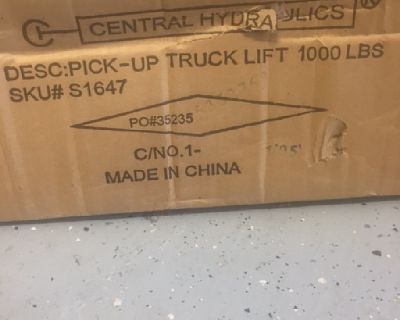 CENTRAL HYDRAULICS ®
DESC:PICK-UP TRUCK LIFT 1000 LBS
SKU# S1647
PO#35235
C/NO.1-
MADE IN CHINA